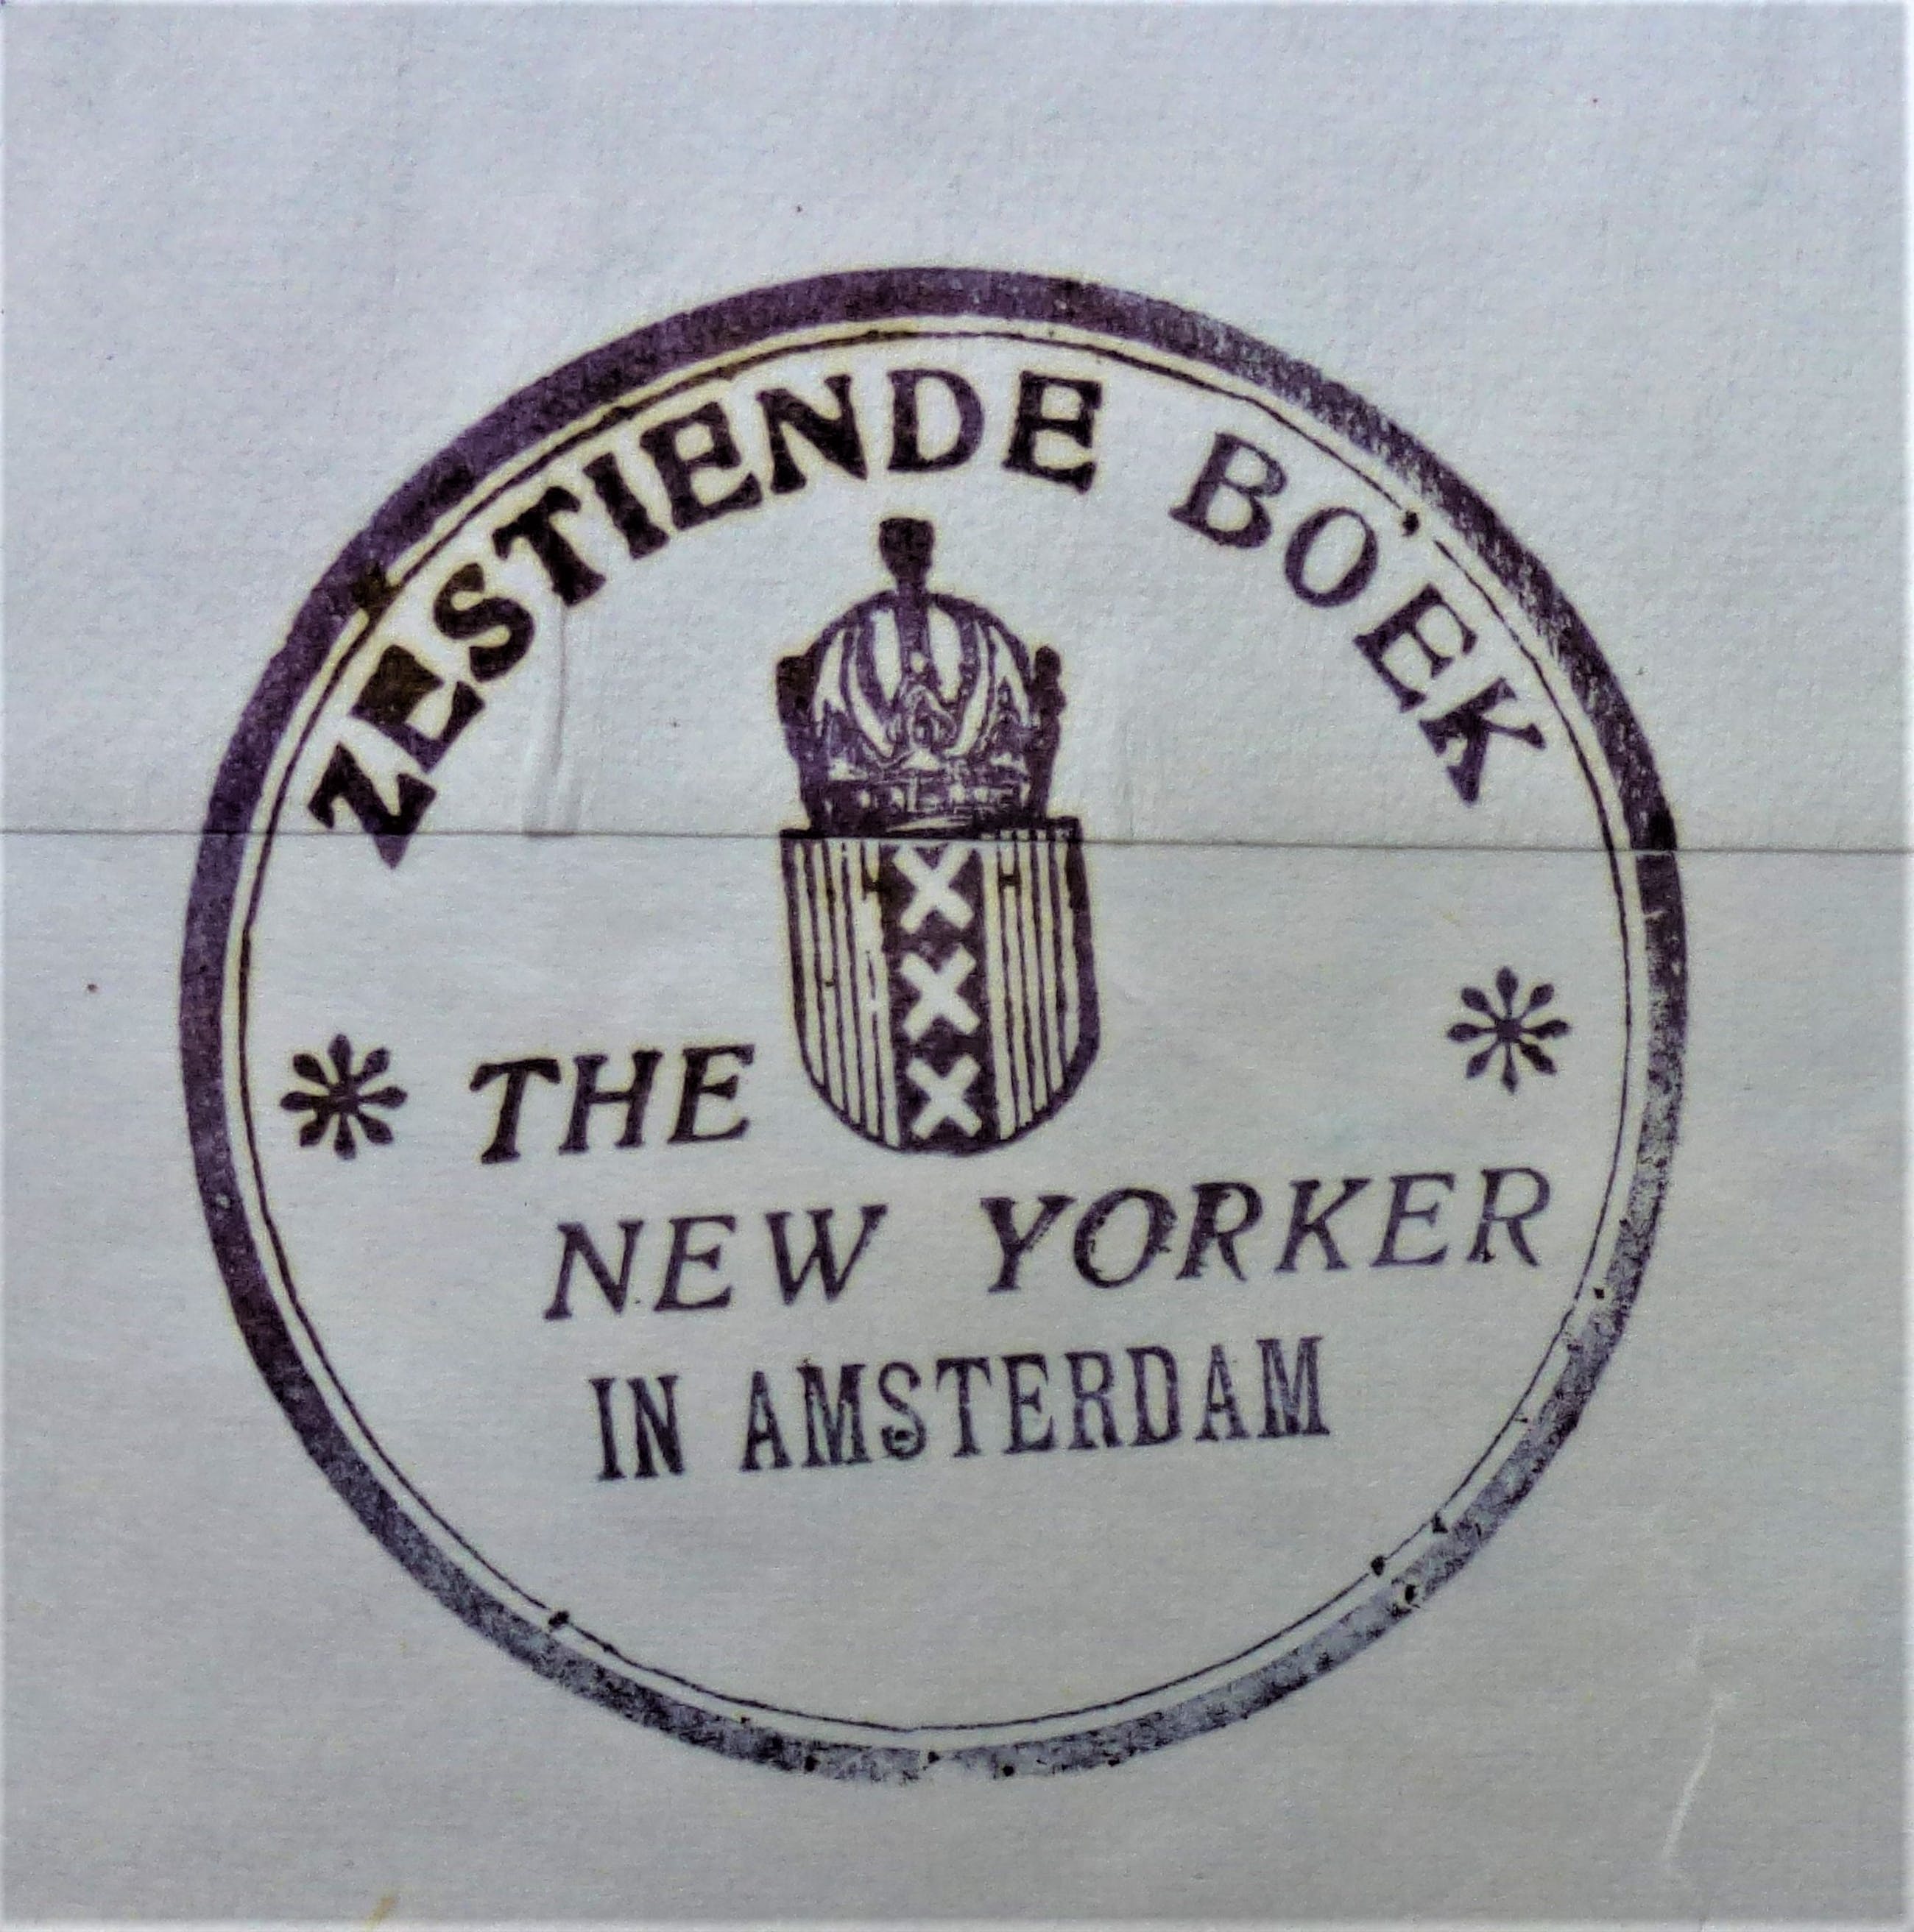 ZESTIENDE BOEK
THE
NEW YORKER
IN AMSTERDAM